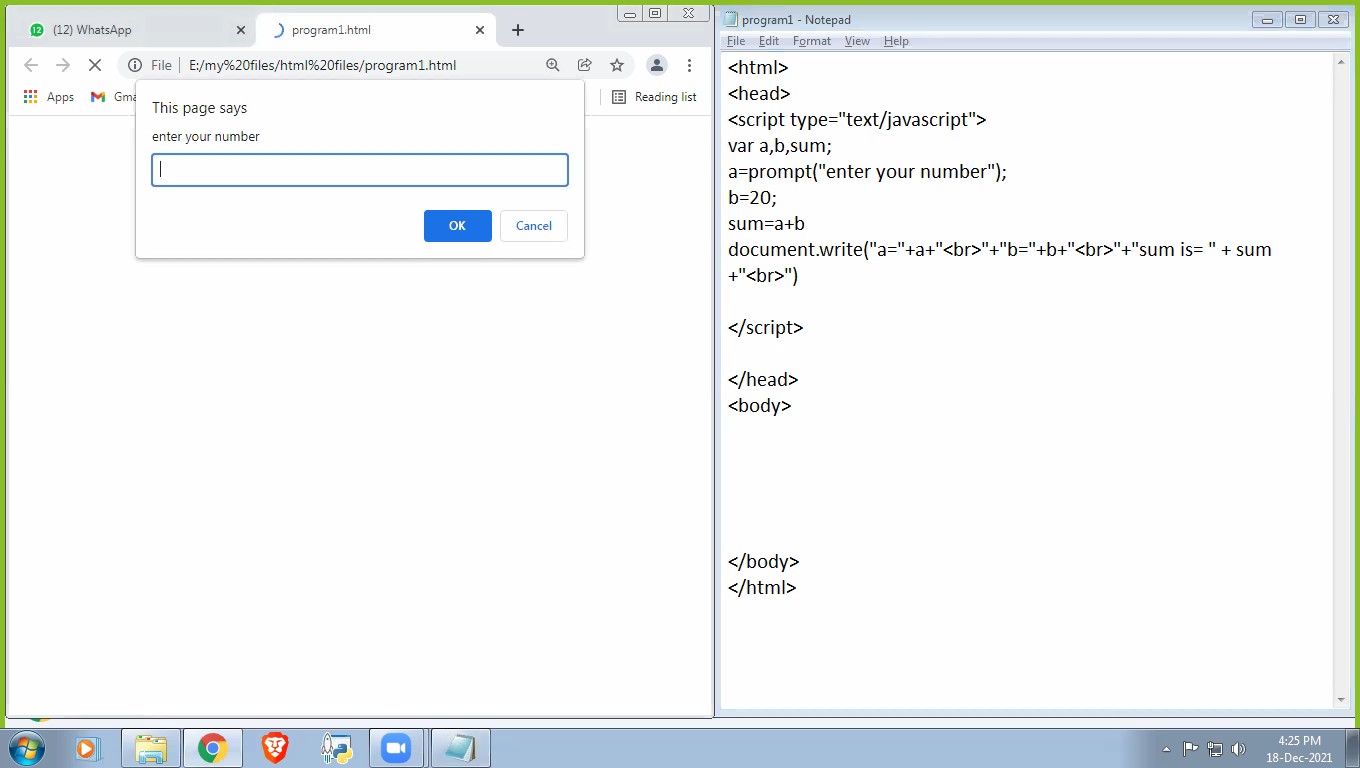 12
(12) WhatsApp
program1.html
File
E:/my%20files/html%20files/program1.html
Apps
Gma
Reading list
This page says
enter your number
OK
Cancel
program1 - Notepad
File Edit Format View Help
<html>
<head>
<script type="text/javascript">
var a,b,sum;
a=prompt("enter your number");
b=20;
sum=a+b
document.write("a="+a+"<br>"+"b="+b+"<br>"+"sum is= " + sum
+"<br>")
</script>
</head>
<body>
</body>
</html>
4:25 PM
18-Dec-2021